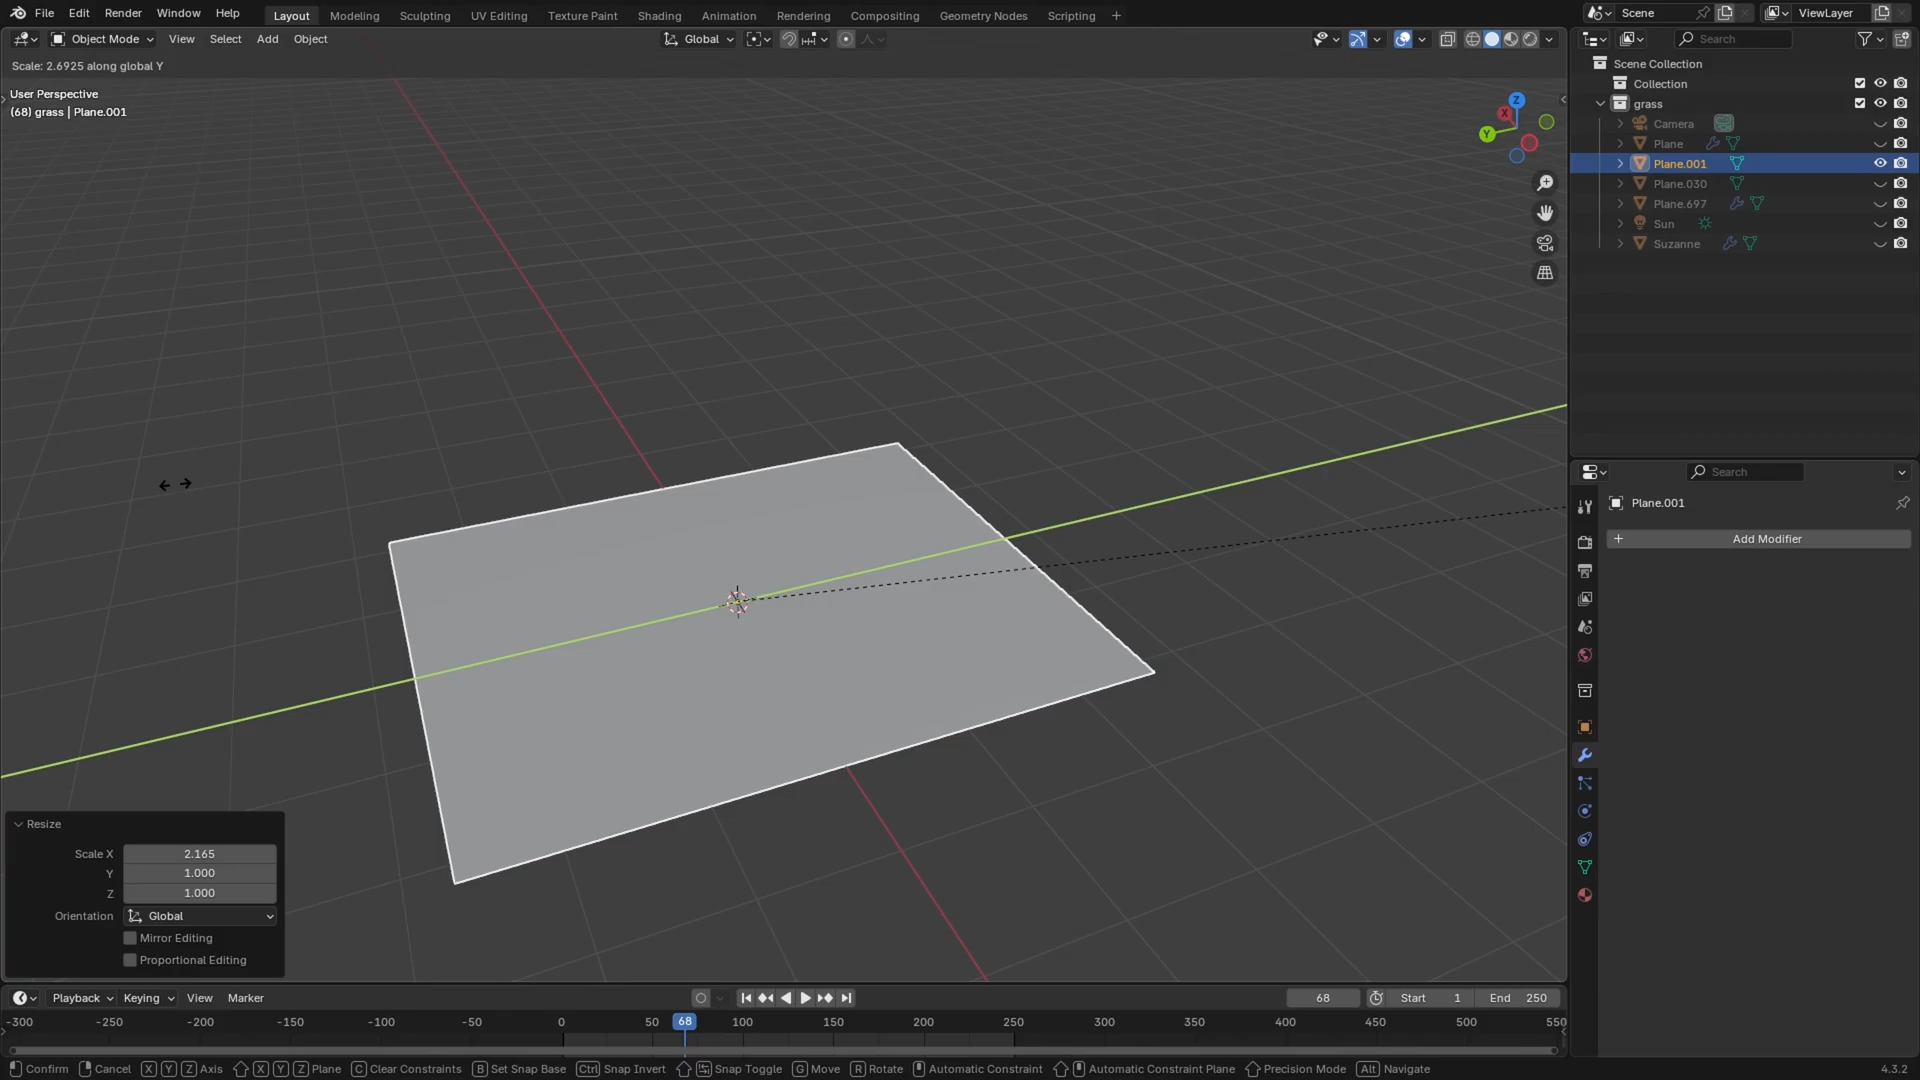 File Edit Render Window Help Layout Modeling Sculpting UV Editing Texture Paint Shading Animation Rendering Compositing Geometry Nodes Scripting + Scene ViewLayer
Object Mode View Select Add Object Global Search
Scale: 2.6925 along global Y
User Perspective
(68) grass | Plane.001
Z
X
Y
Scene Collection
Collection
grass
Camera
Plane
Plane.001
Plane.030
Plane.697
Sun
Suzanne
Search
Plane.001
+ Add Modifier
Resize
Scale X 2.165
Y 1.000
Z 1.000
Orientation Global
Mirror Editing
Proportional Editing
Playback Keying View Marker 68 Start 1 End 250
-300 -250 -200 -150 -100 -50 0 50 68 100 150 200 250 300 350 400 450 500 550
Confirm Cancel X Y Z Axis X Y Z Plane C Clear Constraints B Set Snap Base Ctrl Snap Invert Snap Toggle G Move R Rotate Automatic Constraint Automatic Constraint Plane Precision Mode Alt Navigate 4.3.2